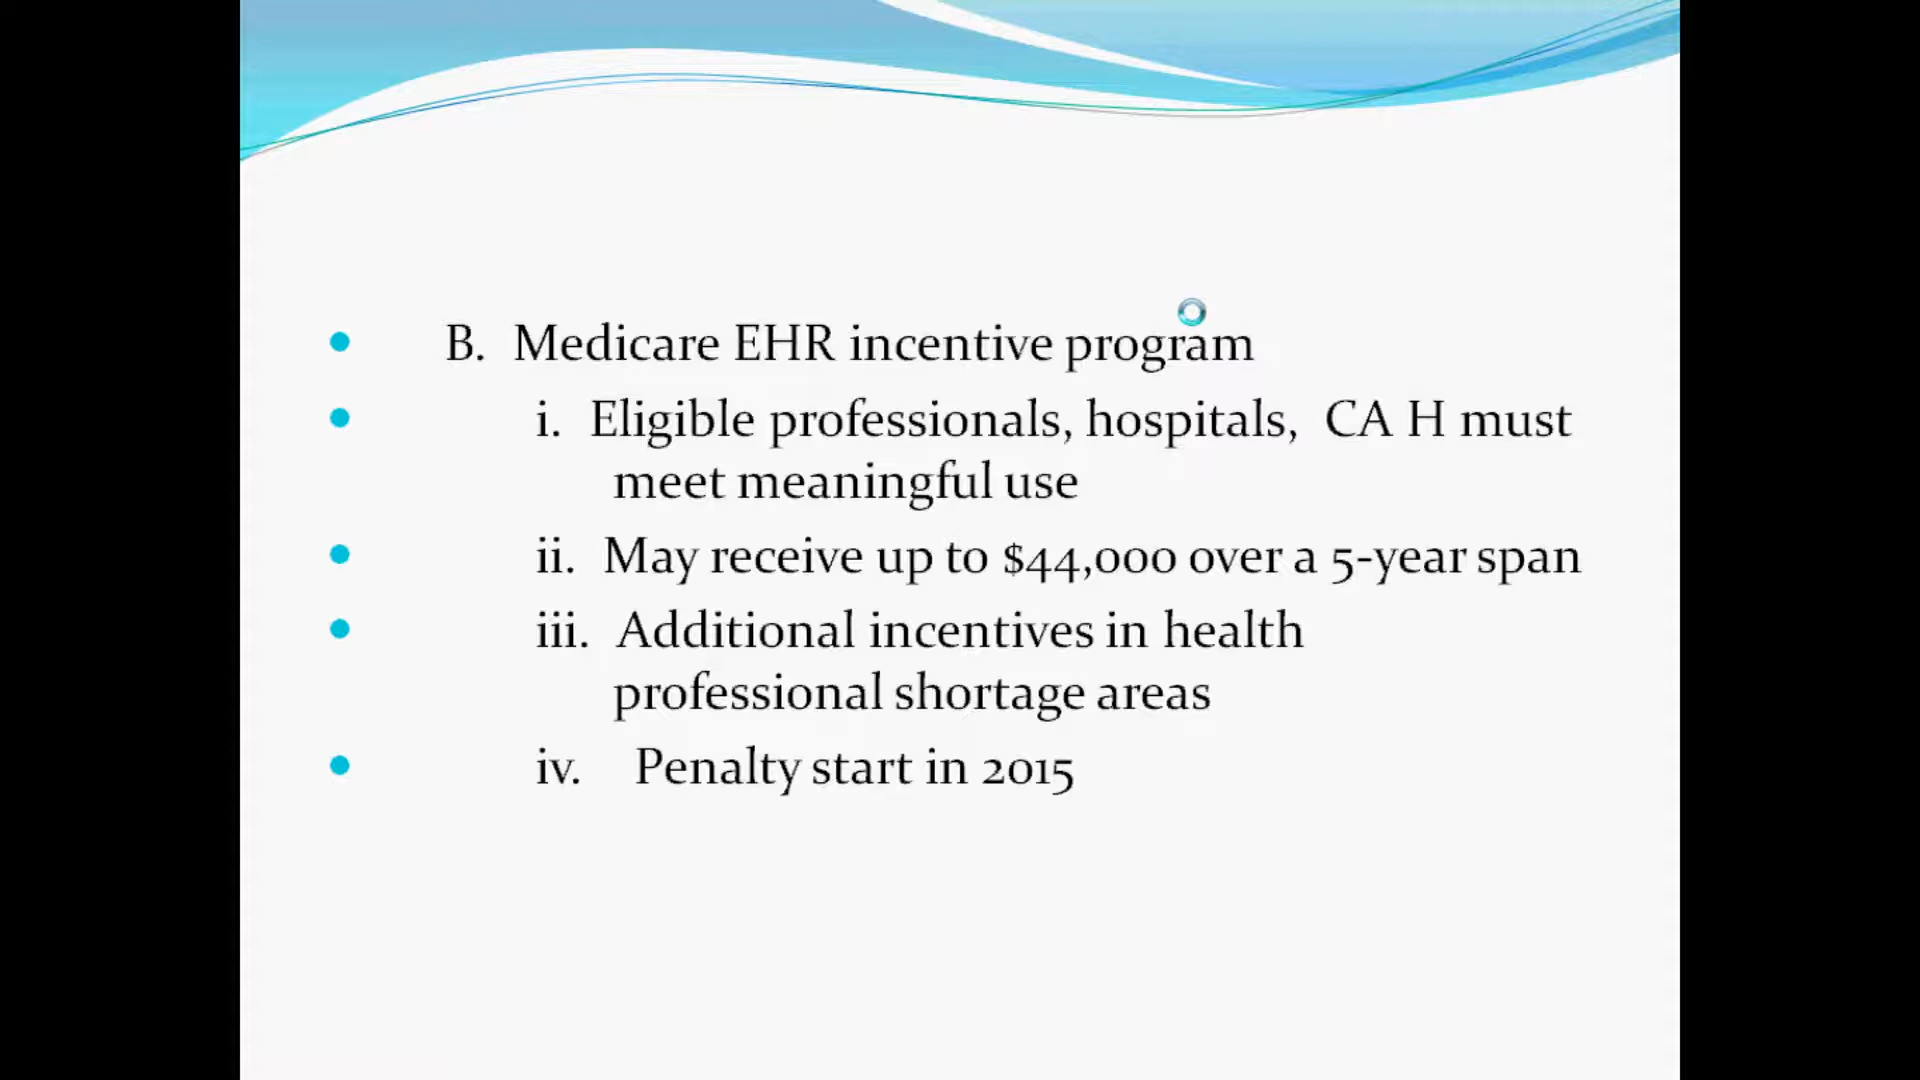 B. Medicare EHR incentive program
i. Eligible professionals, hospitals, CA H must
meet meaningful use
ii. May receive up to $44,000 over a 5-year span
iii. Additional incentives in health
professional shortage areas
iv. Penalty start in 2015